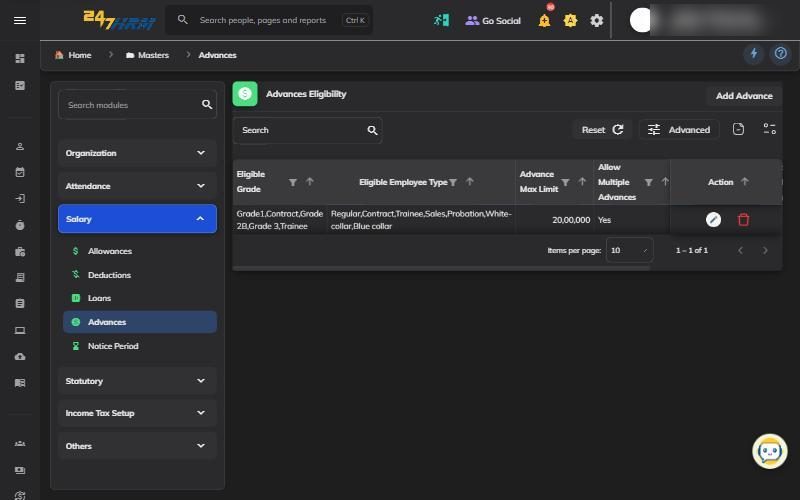 247HRM
Search people, pages and reports
Ctrl K
Go Social
Home
Masters
Advances
Search modules
Organization
Attendance
Salary
Allowances
Deductions
Loans
Advances
Notice Period
Statutory
Income Tax Setup
Others
Advances Eligibility
Add Advance
Search
Reset
Advanced
Eligible
Grade
Eligible Employee Type
Advance
Max Limit
Allow
Multiple
Advances
Action
Grade1,Contract,Grade
2B,Grade 3,Trainee
Regular,Contract,Trainee,Sales,Probation,White-
collar,Blue collar
20,00,000
Yes
Items per page:
10
1 – 1 of 1